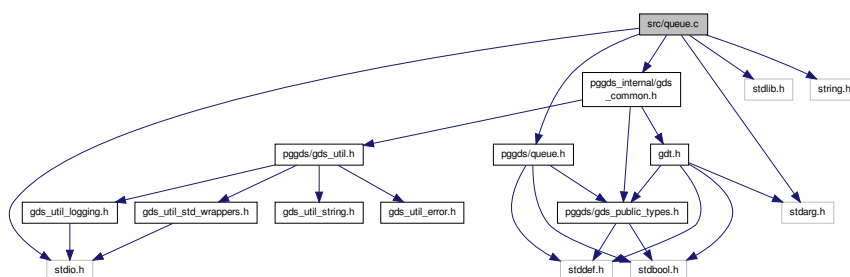 src/queue.c
pggds_internal/gds
_common.h
stdlib.h
string.h
pggds/gds_util.h
pggds/queue.h
gdt.h
gds_util_logging.h
gds_util_std_wrappers.h
gds_util_string.h
gds_util_error.h
pggds/gds_public_types.h
stdarg.h
stdio.h
stddef.h
stdbool.h